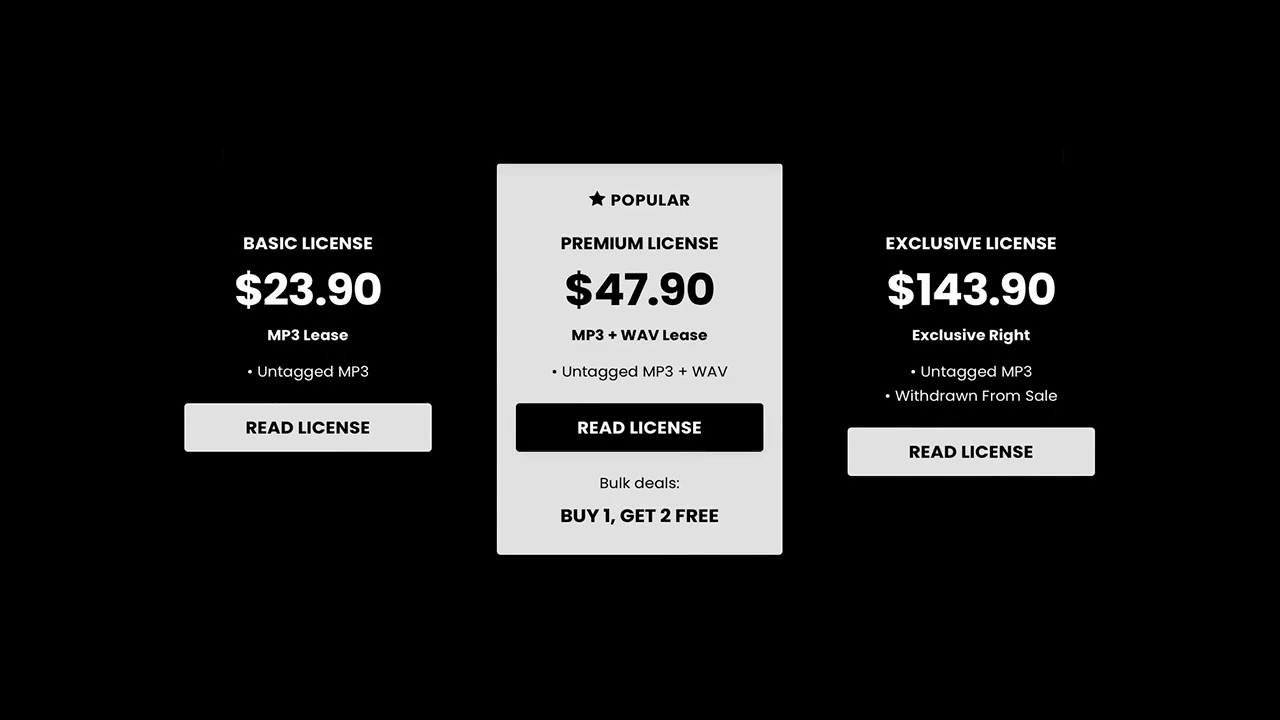 BASIC LICENSE
$23.90
MP3 Lease
• Untagged MP3
READ LICENSE
★ POPULAR
PREMIUM LICENSE
$47.90
MP3 + WAV Lease
• Untagged MP3 + WAV
READ LICENSE
Bulk deals:
BUY 1, GET 2 FREE
EXCLUSIVE LICENSE
$143.90
Exclusive Right
• Untagged MP3
• Withdrawn From Sale
READ LICENSE